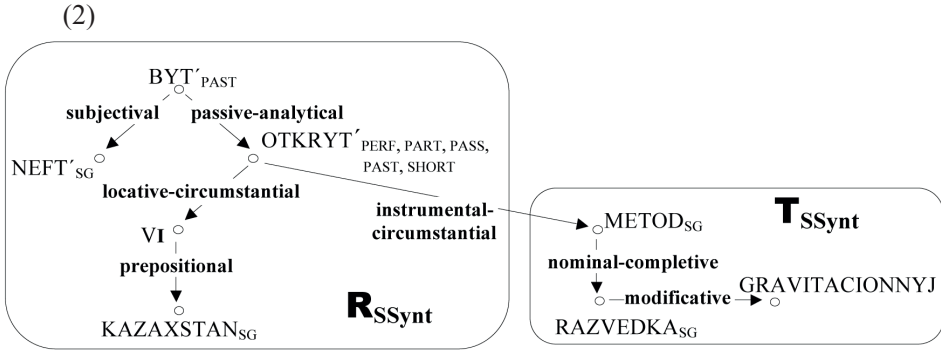 (2)
BYT´PAST
subjectival passive-analytical
OTKRYT´PERF, PART, PASS,
PAST, SHORT
NEFT´SG
locative-circumstantial
VI
prepositional
KAZAXSTANSG
RSSynt
instrumental-
circumstantial
TSSynt
METODSG
nominal-completive
GRAVITACIONNYJ
modificative
RAZVEDKASG